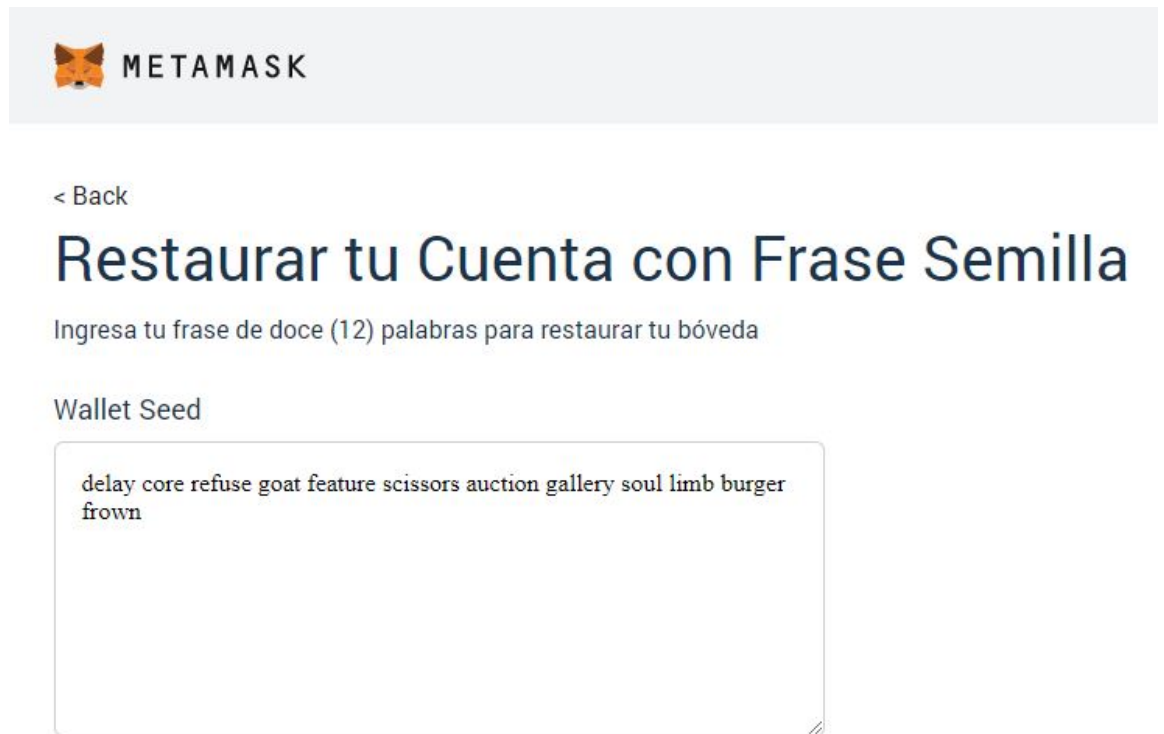 METAMASK
< Back
Restaurar tu Cuenta con Frase Semilla
Ingresa tu frase de doce (12) palabras para restaurar tu bóveda
Wallet Seed
delay core refuse goat feature scissors auction gallery soul limb burger
frown